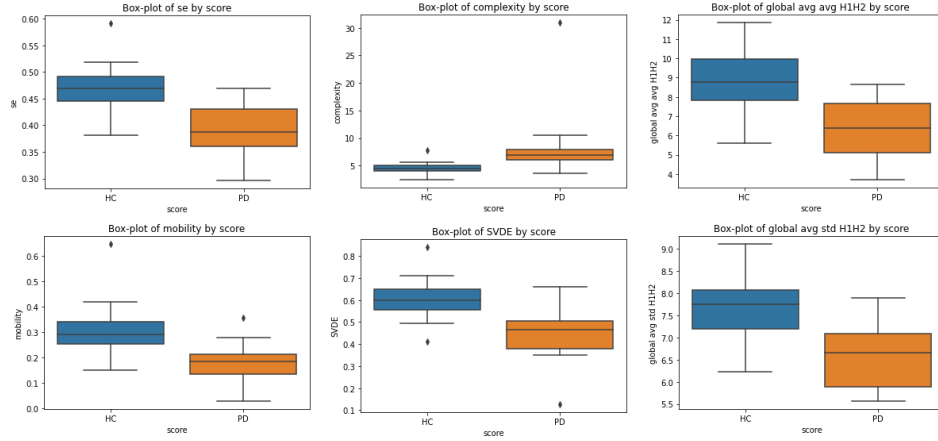 Box-plot of se by score
0.60
0.55
0.50
0.45
0.40
0.35
0.30
se
HC
PD
score
Box-plot of complexity by score
30
25
20
15
10
5
complexity
HC
PD
score
Box-plot of global avg avg H1H2 by score
12
11
10
9
8
7
6
5
4
global avg avg H1H2
HC
PD
score
Box-plot of mobility by score
0.6
0.5
0.4
0.3
0.2
0.1
0.0
mobility
HC
PD
score
Box-plot of SVDE by score
0.8
0.7
0.6
0.5
0.4
0.3
0.2
0.1
SVDE
HC
PD
score
Box-plot of global avg std H1H2 by score
9.0
8.5
8.0
7.5
7.0
6.5
6.0
5.5
global avg std H1H2
HC
PD
score